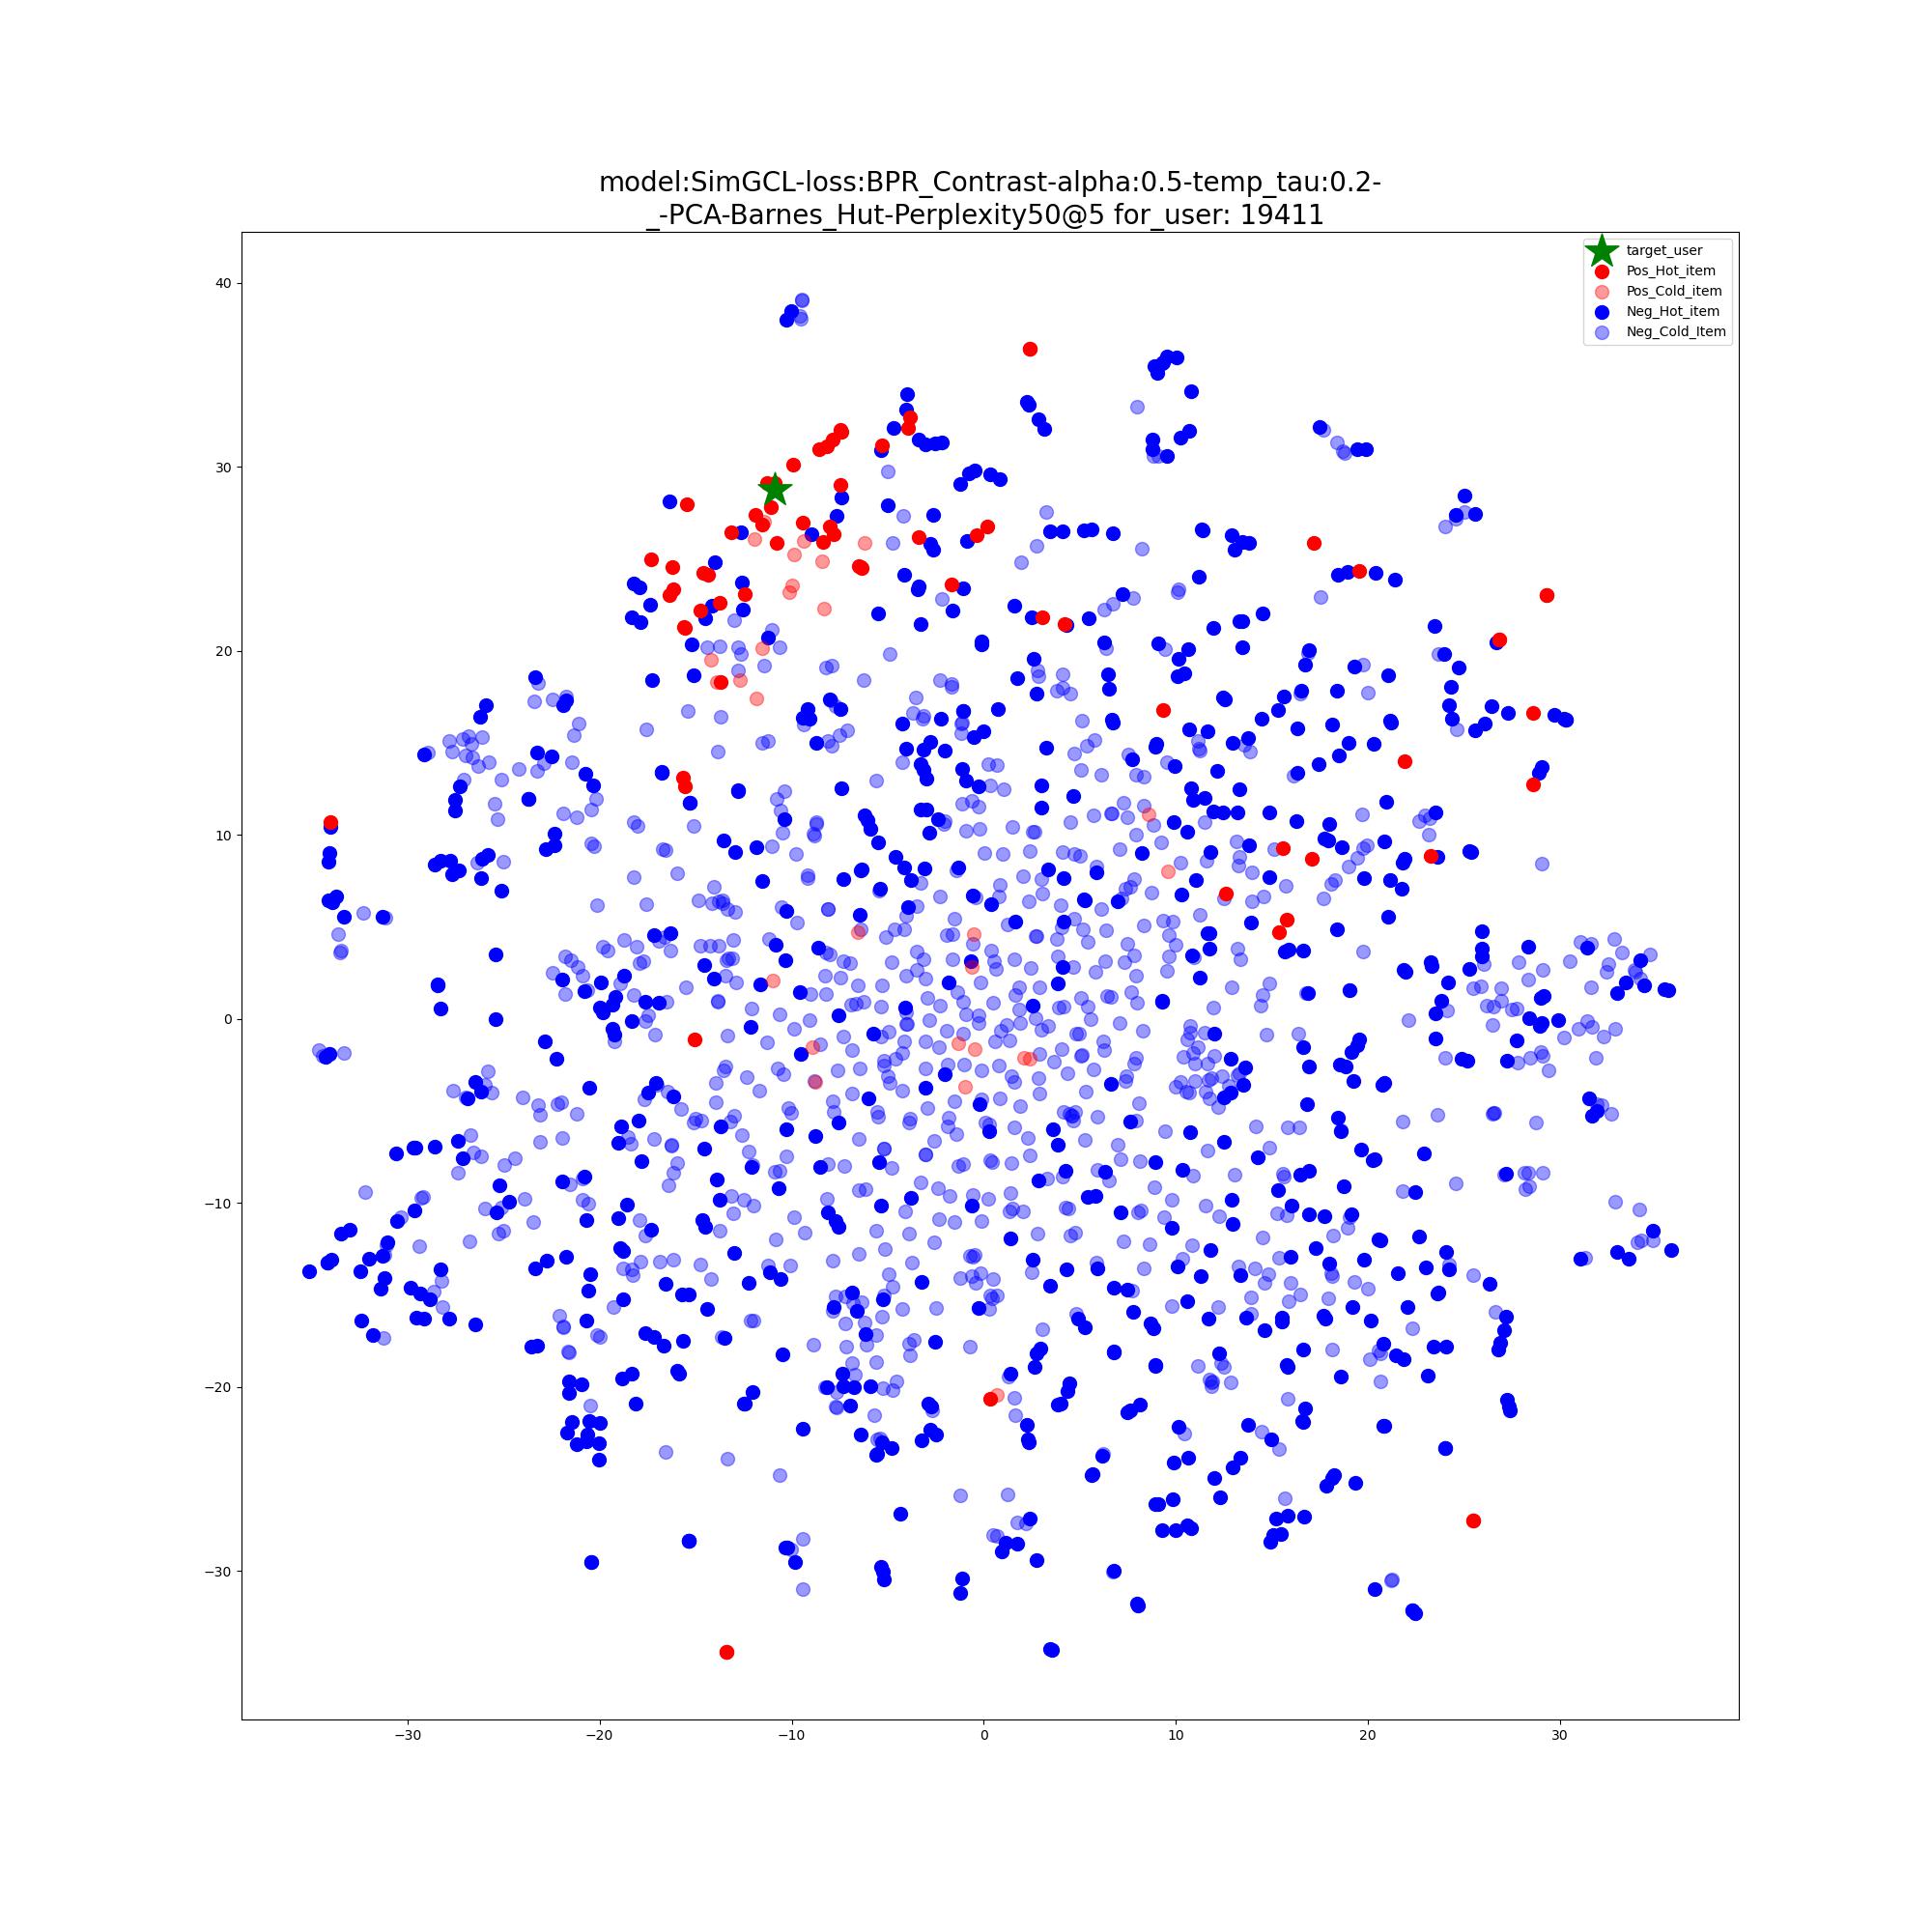 model:SimGCL-loss:BPR_Contrast-alpha:0.5-temp_tau:0.2-
_-PCA-Barnes_Hut-Perplexity50@5 for_user: 19411
target_user
Pos_Hot_item
Pos_Cold_item
Neg_Hot_item
Neg_Cold_Item
40
30
20
10
0
−10
−20
−30
−30
−20
−10
0
10
20
30